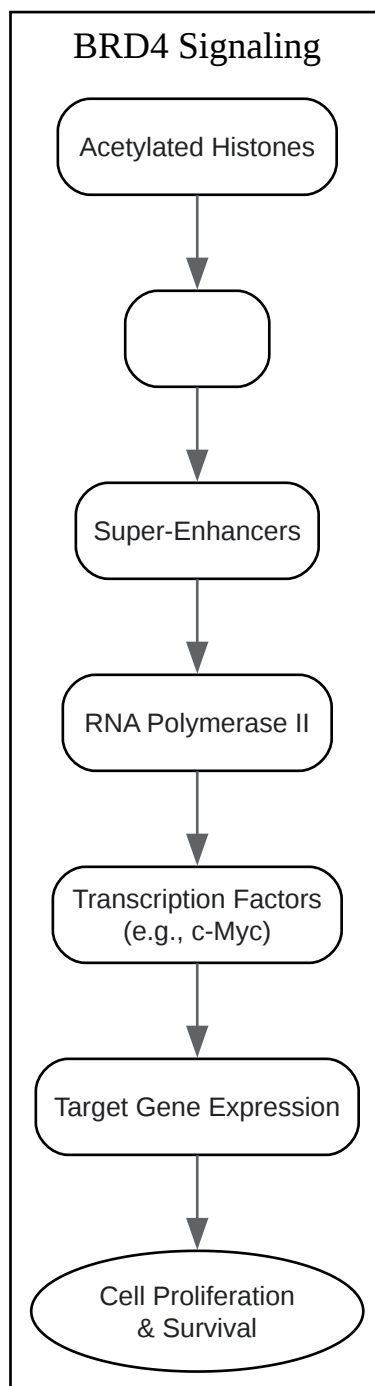 BRD4 Signaling
Acetylated Histones
Super-Enhancers
RNA Polymerase II
Transcription Factors
(e.g., c-Myc)
Target Gene Expression
Cell Proliferation
& Survival